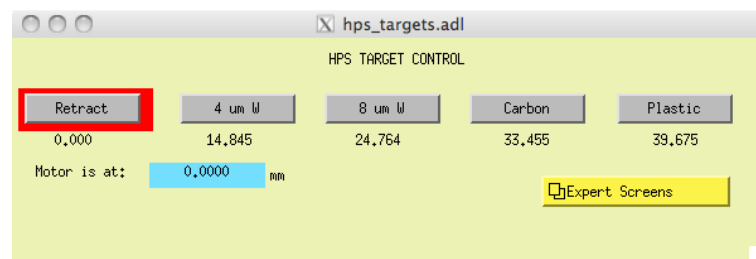 hps_targets.adl
HPS TARGET CONTROL
Retract 4 um W 8 um W Carbon Plastic
0.000 14.845 24.764 33.455 39.675
Motor is at: 0.0000 mm
Expert Screens